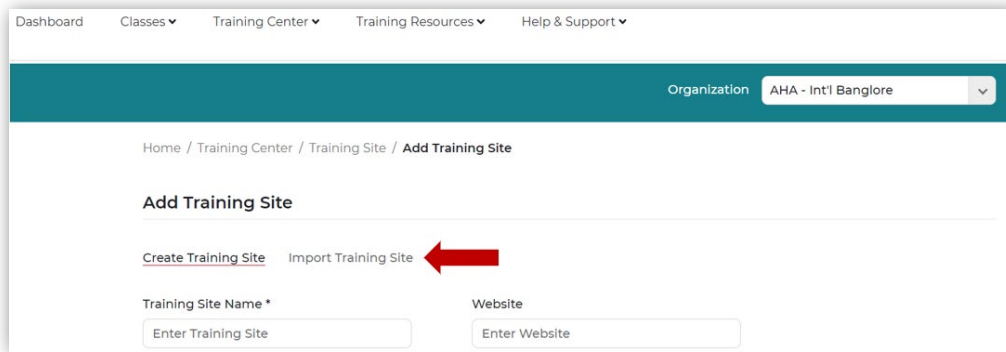 Dashboard Classes Training Center Training Resources Help & Support
Organization AHA - Int'l Banglore
Home / Training Center / Training Site / Add Training Site
Add Training Site
Create Training Site Import Training Site
Training Site Name * Website
Enter Training Site Enter Website